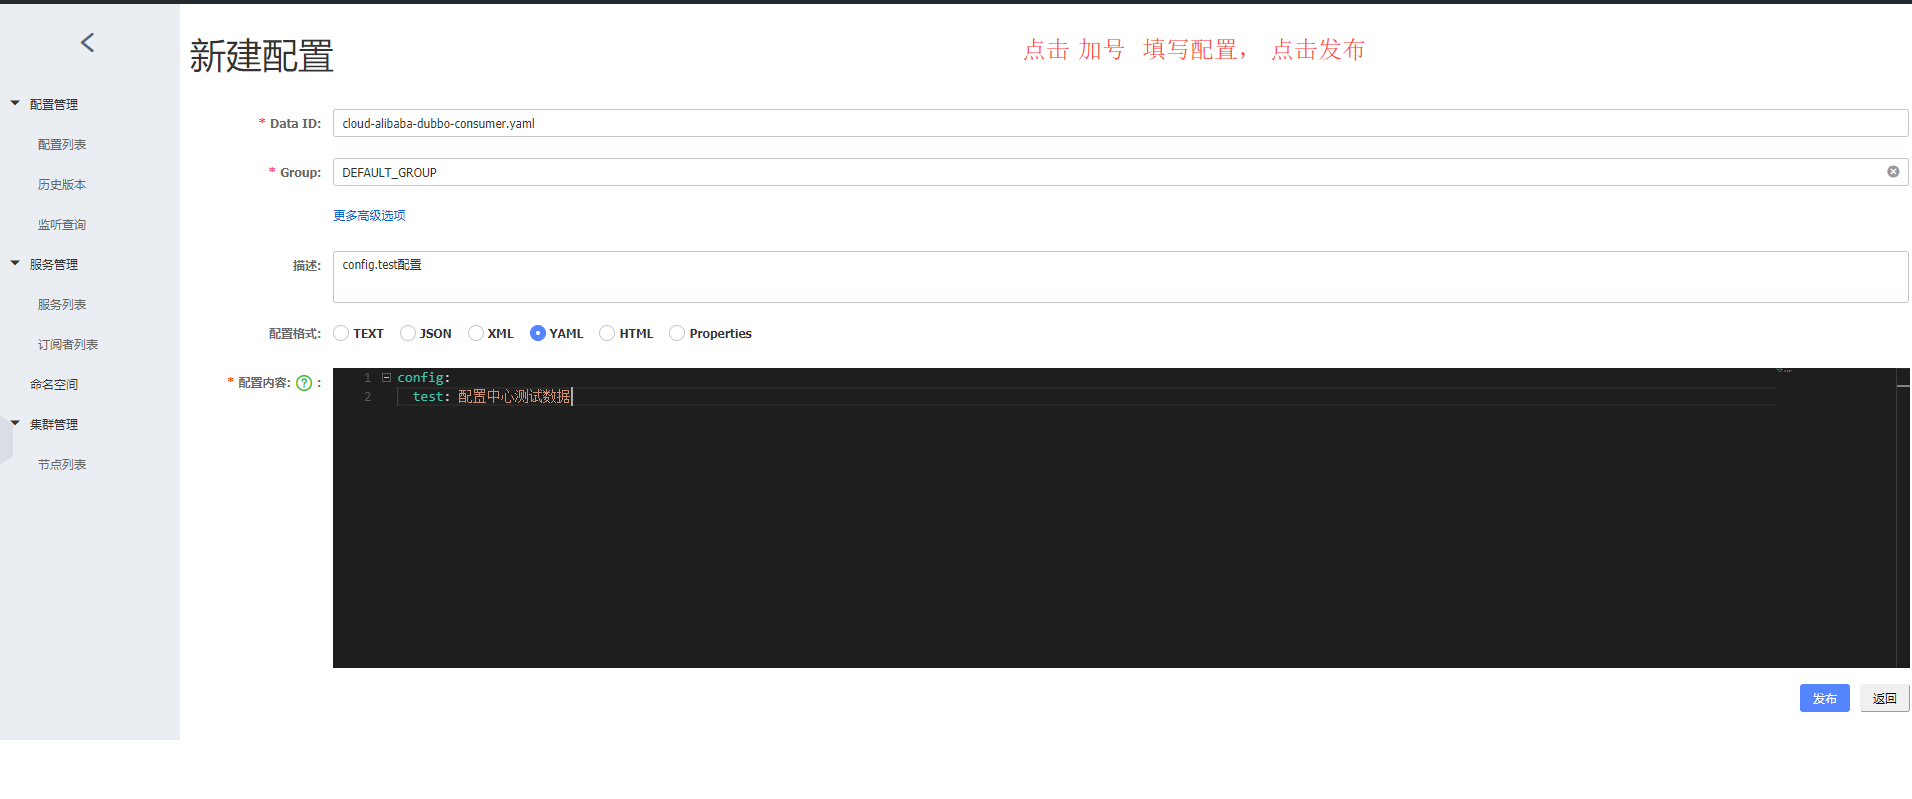 新建配置
点击 加号 填写配置， 点击发布
配置管理
配置列表
历史版本
监听查询
服务管理
服务列表
订阅者列表
命名空间
集群管理
节点列表
* Data ID: cloud-alibaba-dubbo-consumer.yaml
* Group: DEFAULT_GROUP
更多高级选项
描述: config.test配置
配置格式: TEXT JSON XML YAML HTML Properties
* 配置内容: ? :
1 config:
2 test: 配置中心测试数据
发布 返回